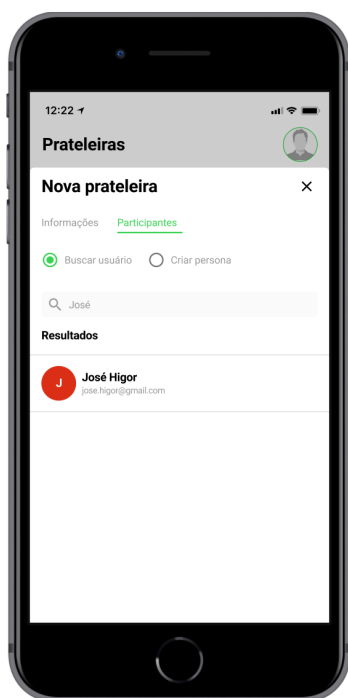 12:22
Prateleiras
Nova prateleira
Informações Participantes
Buscar usuário Criar persona
José
Resultados
J
José Higor
jose.higor@gmail.com